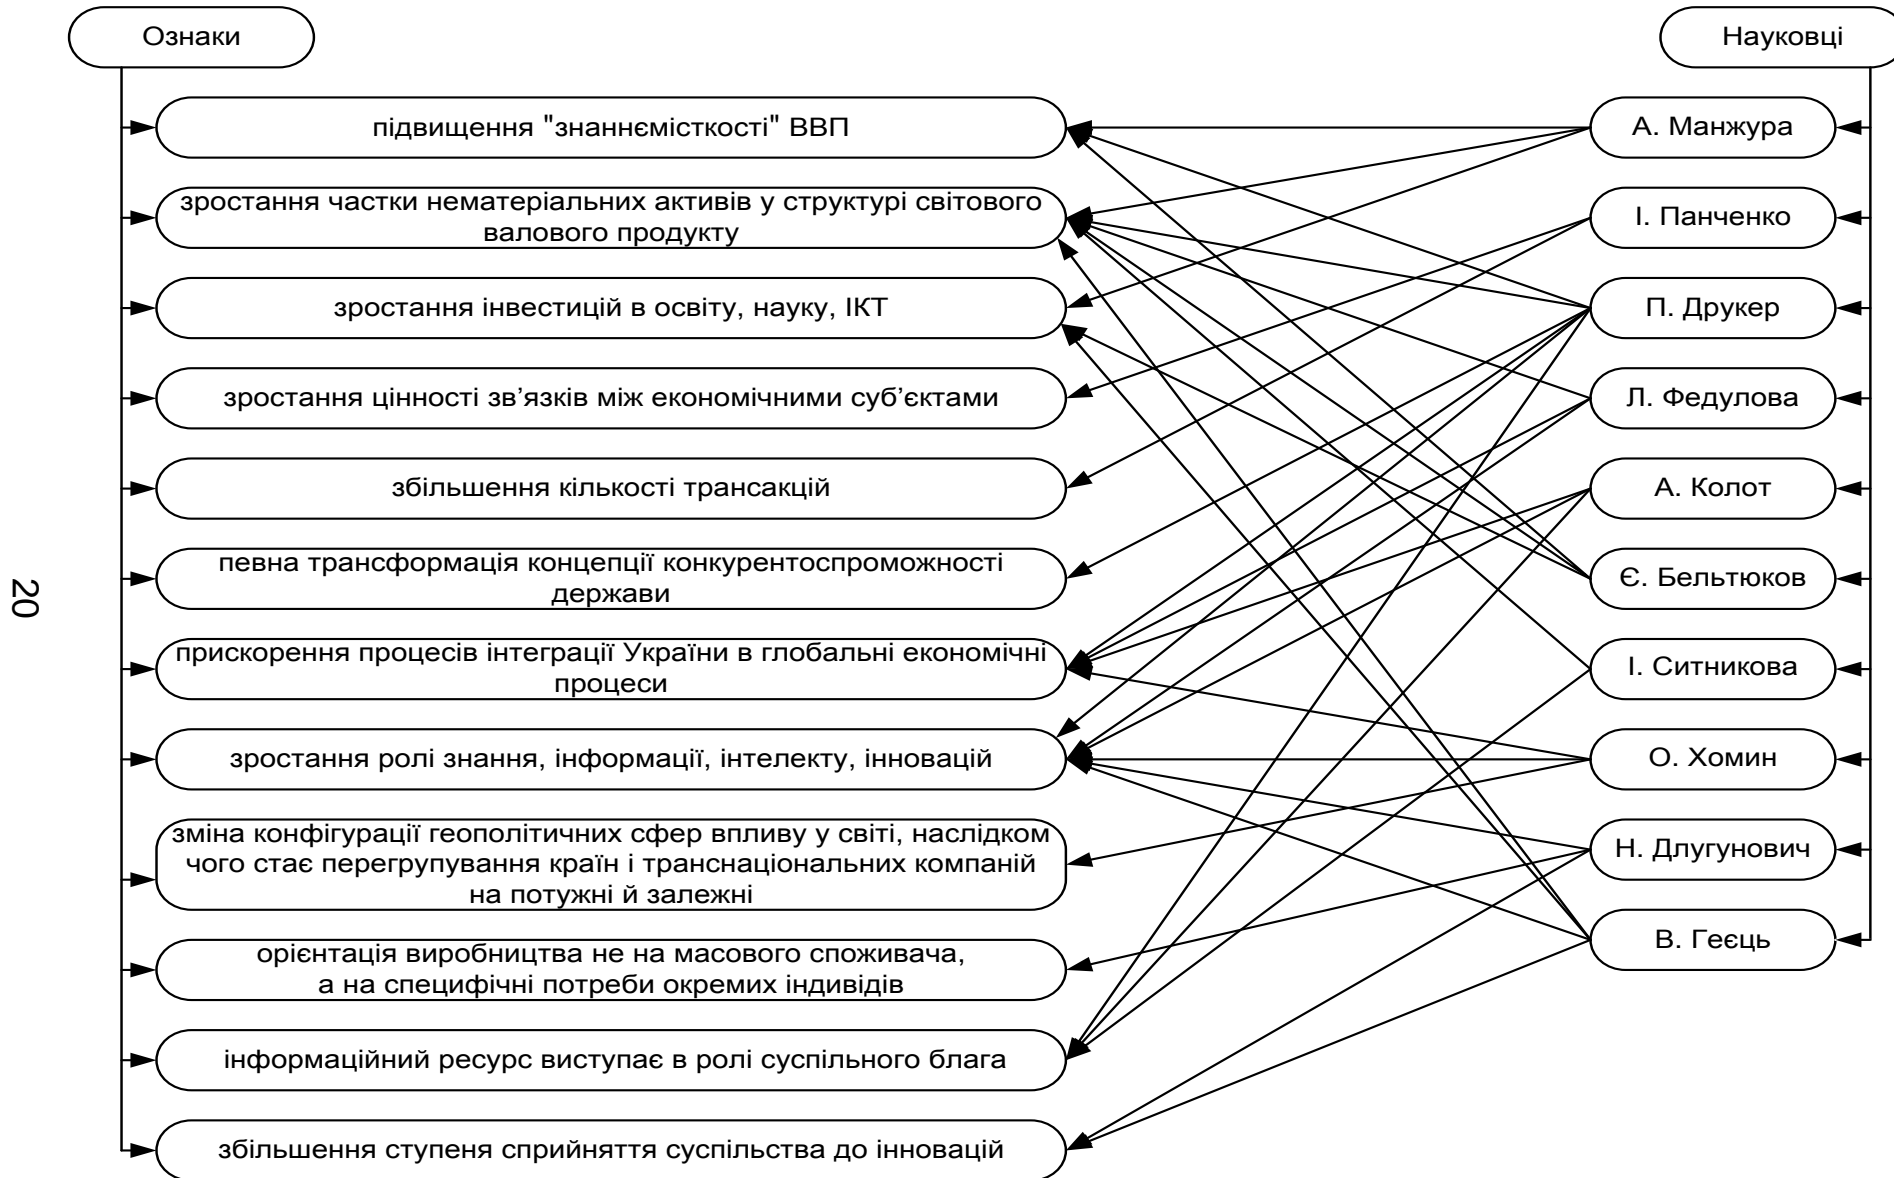 Ознаки
Науковці
підвищення "знаннємісткості" ВВП
зростання частки нематеріальних активів у структурі світового
валового продукту
зростання інвестицій в освіту, науку, ІКТ
зростання цінності зв’язків між економічними суб’єктами
збільшення кількості трансакцій
певна трансформація концепції конкурентоспроможності
держави
прискорення процесів інтеграції України в глобальні економічні
процеси
зростання ролі знання, інформації, інтелекту, інновацій
зміна конфігурації геополітичних сфер впливу у світі, наслідком
чого стає перегрупування країн і транснаціональних компаній
на потужні й залежні
орієнтація виробництва не на масового споживача,
а на специфічні потреби окремих індивідів
інформаційний ресурс виступає в ролі суспільного блага
збільшення ступеня сприйняття суспільства до інновацій
А. Манжура
І. Панченко
П. Друкер
Л. Федулова
А. Колот
Є. Бельтюков
І. Ситникова
О. Хомин
Н. Длугунович
В. Геєць
20